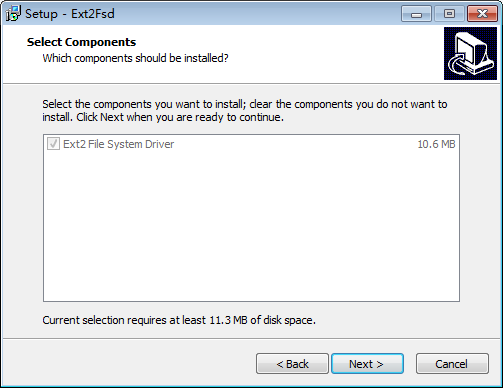 Setup - Ext2Fsd
Select Components
Which components should be installed?
Select the components you want to install; clear the components you do not want to
install. Click Next when you are ready to continue.
Ext2 File System Driver 10.6 MB
Current selection requires at least 11.3 MB of disk space.
< Back Next > Cancel